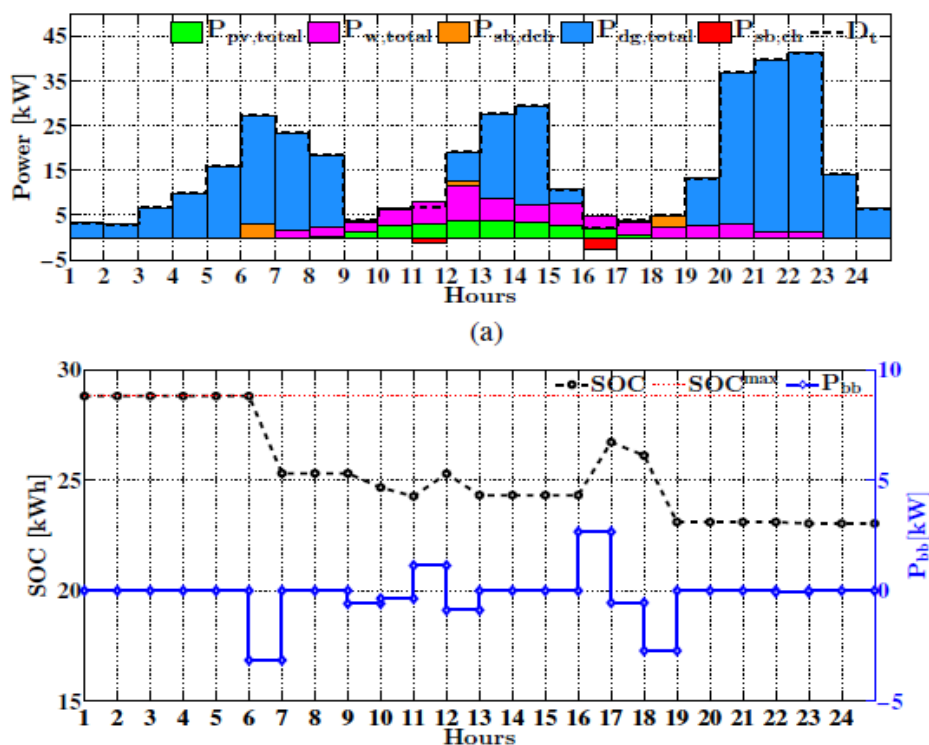 P_pv,total P_w,total P_sb,dch P_dg,total P_sb,ch D_t
Power [kW]
45
35
25
15
5
−5
1 2 3 4 5 6 7 8 9 10 11 12 13 14 15 16 17 18 19 20 21 22 23 24
Hours
(a)
SOC SOC^max P_bb
SOC [kWh]
30
25
20
15
10
5
0
−5
P_bb[kW]
1 2 3 4 5 6 7 8 9 10 11 12 13 14 15 16 17 18 19 20 21 22 23 24
Hours